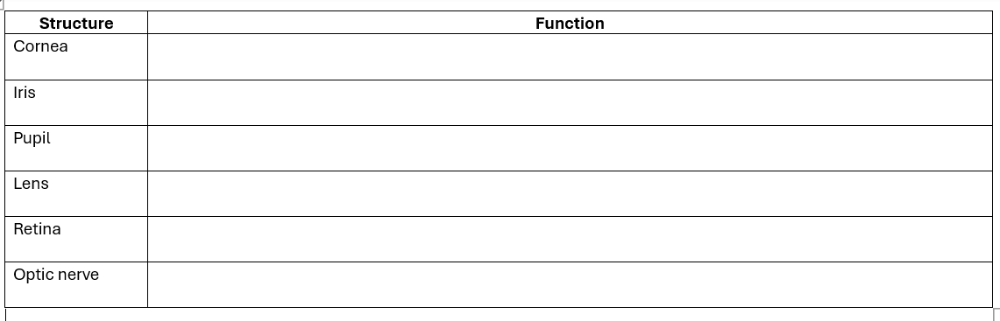 Structure Function
Cornea
Iris
Pupil
Lens
Retina
Optic nerve